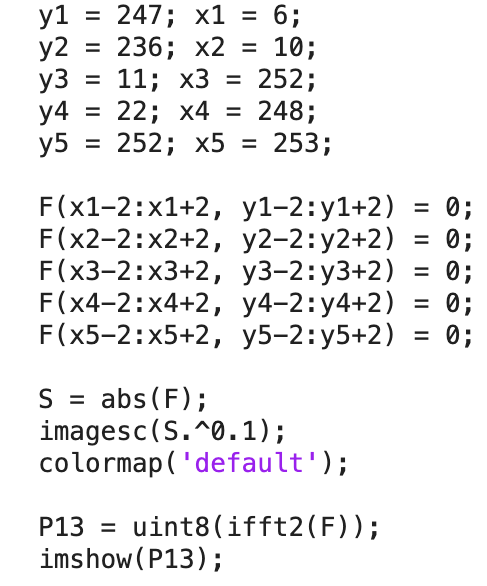 y1 = 247; x1 = 6;
y2 = 236; x2 = 10;
y3 = 11; x3 = 252;
y4 = 22; x4 = 248;
y5 = 252; x5 = 253;
F(x1-2:x1+2, y1-2:y1+2) = 0;
F(x2-2:x2+2, y2-2:y2+2) = 0;
F(x3-2:x3+2, y3-2:y3+2) = 0;
F(x4-2:x4+2, y4-2:y4+2) = 0;
F(x5-2:x5+2, y5-2:y5+2) = 0;
S = abs(F);
imagesc(S.^0.1);
colormap('default');
P13 = uint8(ifft2(F));
imshow(P13);